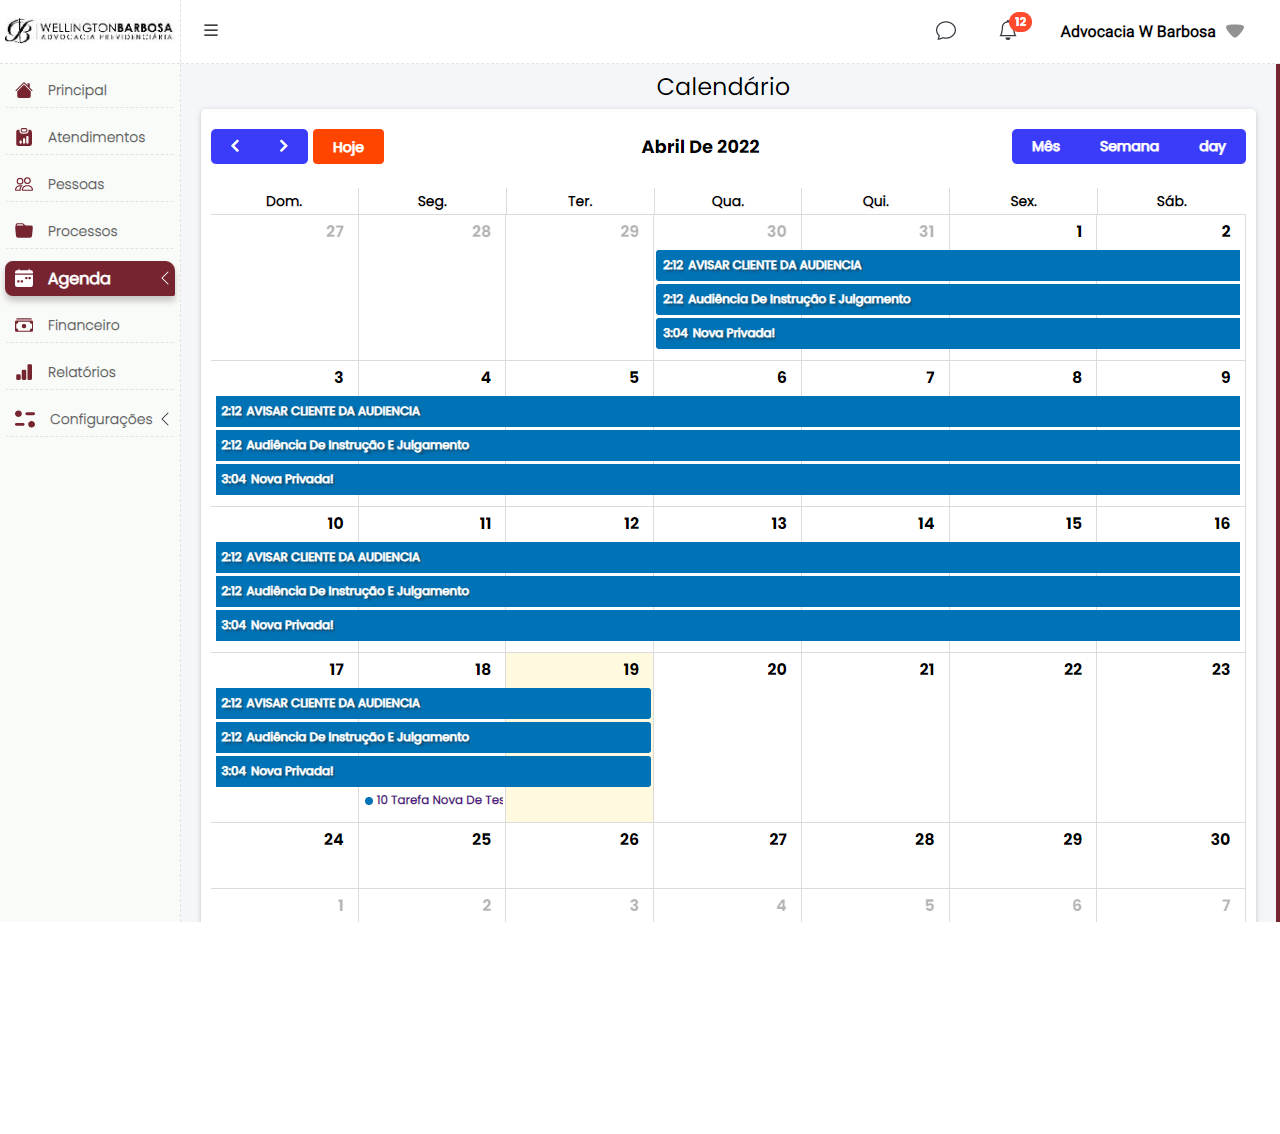 WELLINGTONBARBOSA
ADVOCACIA PREVIDENCIÁRIA
12
Advocacia W Barbosa
Principal
Atendimentos
Pessoas
Processos
Agenda
Financeiro
Relatórios
Configurações
Calendário
Hoje
Abril De 2022
Mês Semana day
Dom. Seg. Ter. Qua. Qui. Sex. Sáb.
27 28 29 30 31 1 2
2:12 AVISAR CLIENTE DA AUDIENCIA
2:12 Audiência De Instrução E Julgamento
3:04 Nova Privada!
3 4 5 6 7 8 9
2:12 AVISAR CLIENTE DA AUDIENCIA
2:12 Audiência De Instrução E Julgamento
3:04 Nova Privada!
10 11 12 13 14 15 16
2:12 AVISAR CLIENTE DA AUDIENCIA
2:12 Audiência De Instrução E Julgamento
3:04 Nova Privada!
17 18 19 20 21 22 23
2:12 AVISAR CLIENTE DA AUDIENCIA
2:12 Audiência De Instrução E Julgamento
3:04 Nova Privada!
10 Tarefa Nova De Tes
24 25 26 27 28 29 30
1 2 3 4 5 6 7